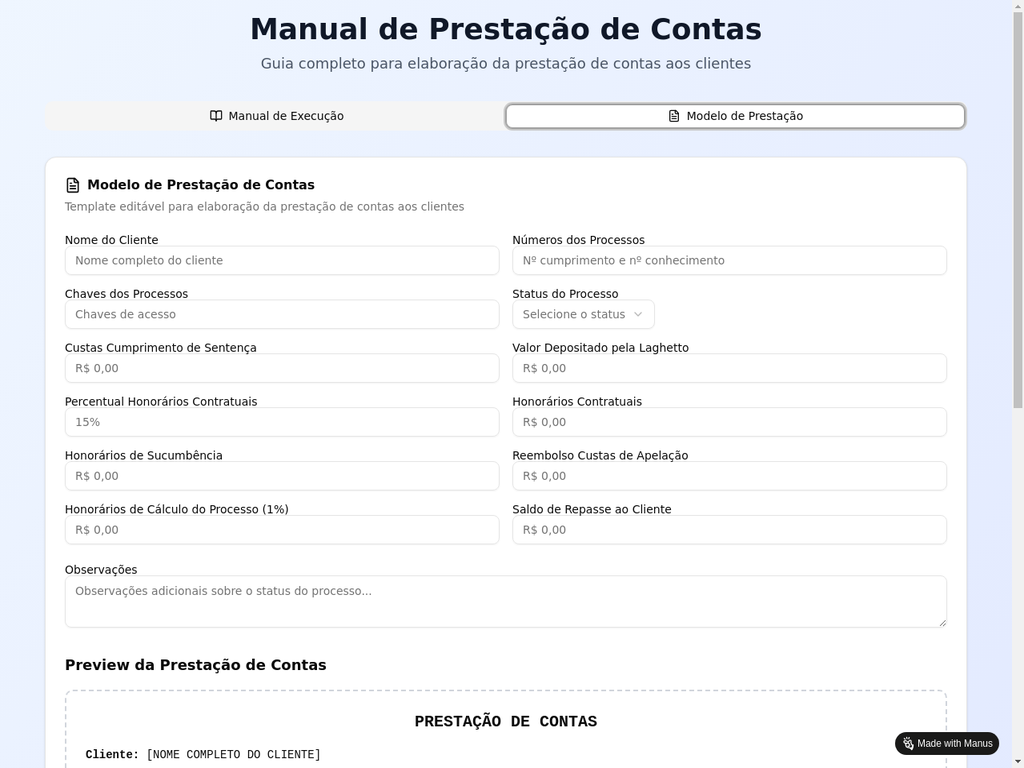 Manual de Prestação de Contas
Guia completo para elaboração da prestação de contas aos clientes
Manual de Execução
Modelo de Prestação
Modelo de Prestação de Contas
Template editável para elaboração da prestação de contas aos clientes
Nome do Cliente
Nome completo do cliente
Números dos Processos
Nº cumprimento e nº conhecimento
Chaves dos Processos
Chaves de acesso
Status do Processo
Selecione o status
Custas Cumprimento de Sentença
R$ 0,00
Valor Depositado pela Laghetto
R$ 0,00
Percentual Honorários Contratuais
15%
Honorários Contratuais
R$ 0,00
Honorários de Sucumbência
R$ 0,00
Reembolso Custas de Apelação
R$ 0,00
Honorários de Cálculo do Processo (1%)
R$ 0,00
Saldo de Repasse ao Cliente
R$ 0,00
Observações
Observações adicionais sobre o status do processo...
Preview da Prestação de Contas
PRESTAÇÃO DE CONTAS
Cliente: [NOME COMPLETO DO CLIENTE]
Made with Manus